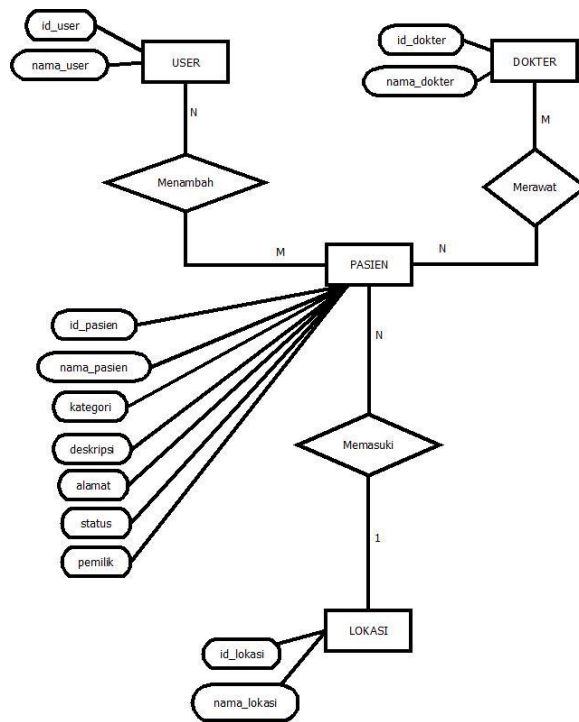 id_user
nama_user
USER
id_dokter
nama_dokter
DOKTER
N
M
Menambah
Merawat
M
PASIEN
N
id_pasien
nama_pasien
kategori
deskripsi
alamat
status
pemilik
N
Memasuki
1
LOKASI
id_lokasi
nama_lokasi